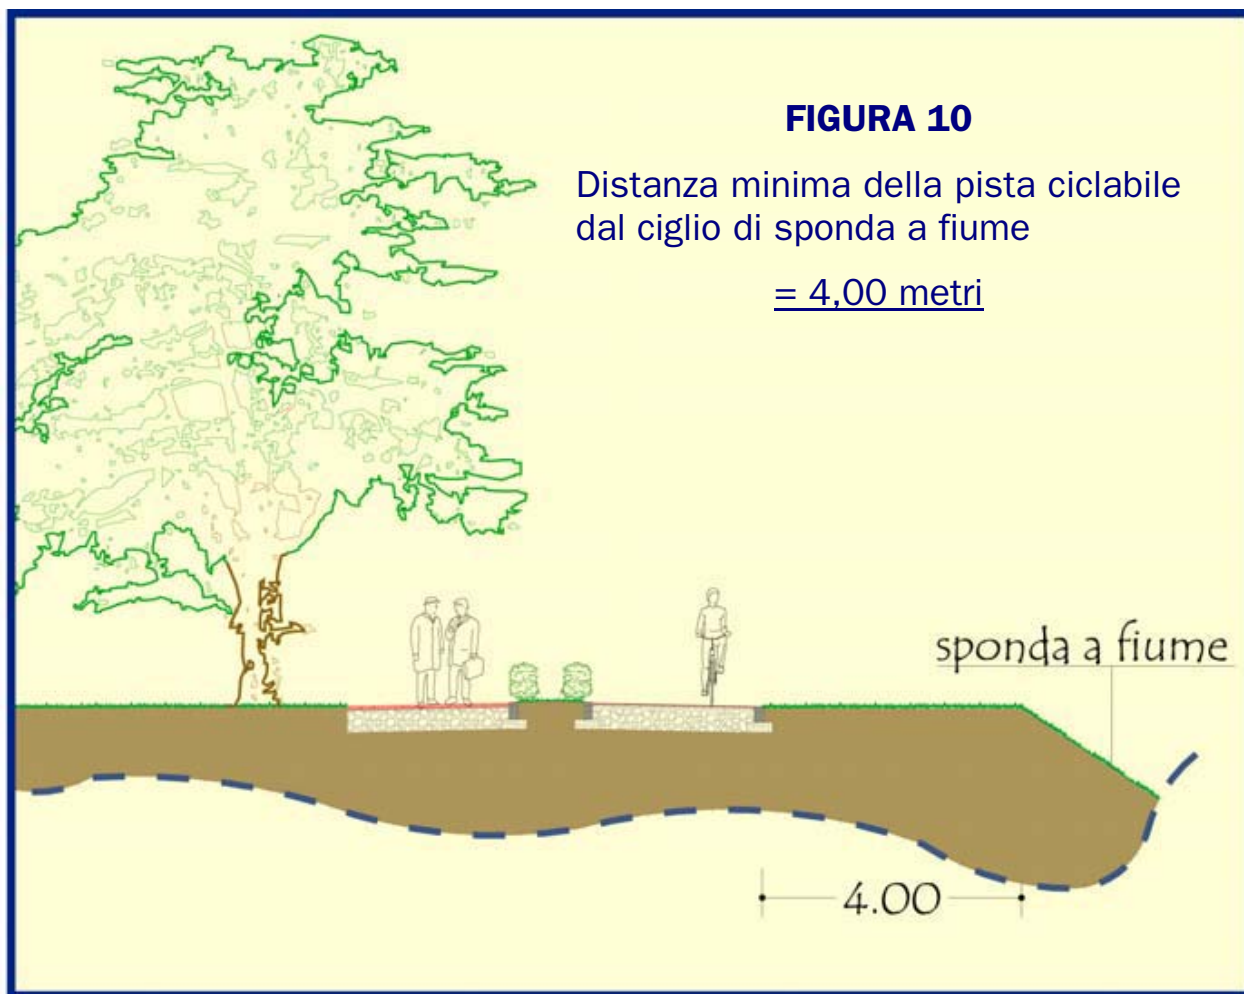 FIGURA 10
Distanza minima della pista ciclabile
dal ciglio di sponda a fiume
= 4,00 metri
sponda a fiume
4.00